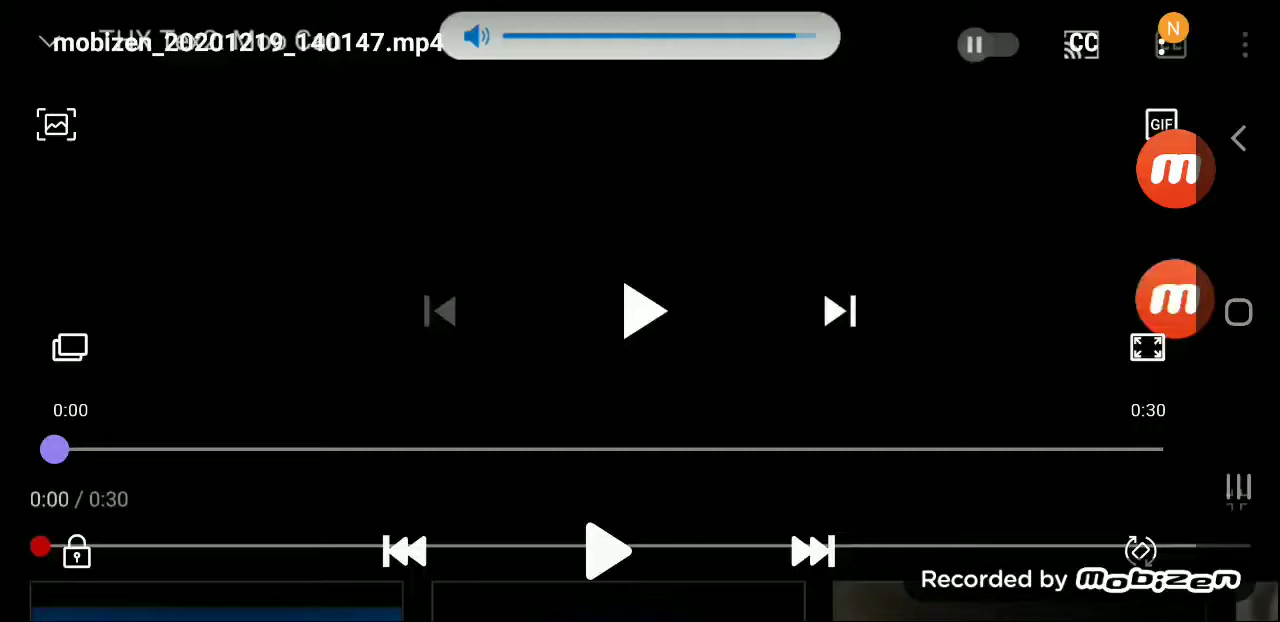 mobizen_20201219_140147.mp4
CC
N
GIF
m
m
0:00
0:30
0:00 / 0:30
Recorded by mobizen